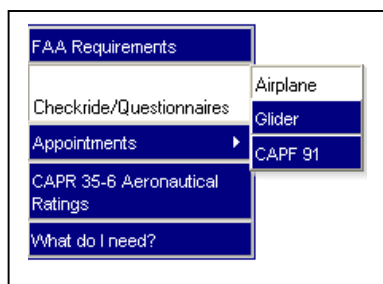 FAA Requirements
Checkride/Questionnaires
Airplane
Glider
CAPF 91
Appointments
CAPR 35-6 Aeronautical
Ratings
What do I need?